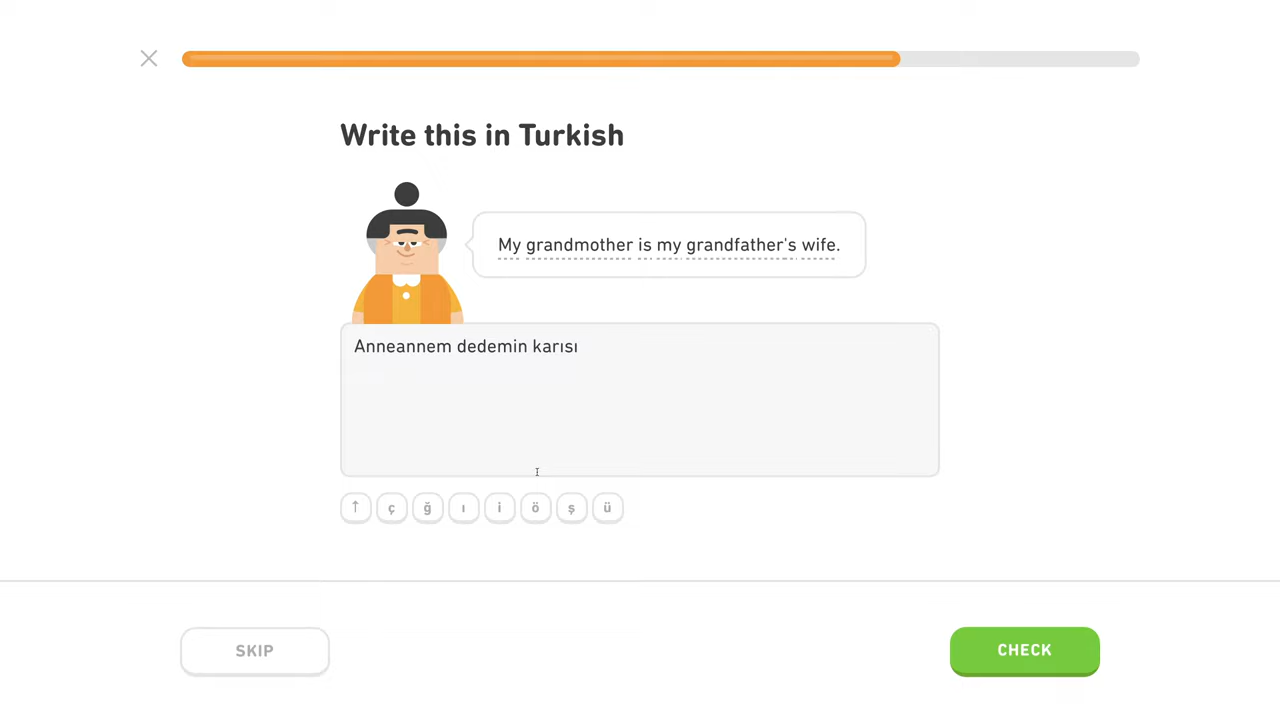 Write this in Turkish
My grandmother is my grandfather's wife.
Anneannem dedemin karısı
↑ ç ğ ı i ö ş ü
SKIP
CHECK